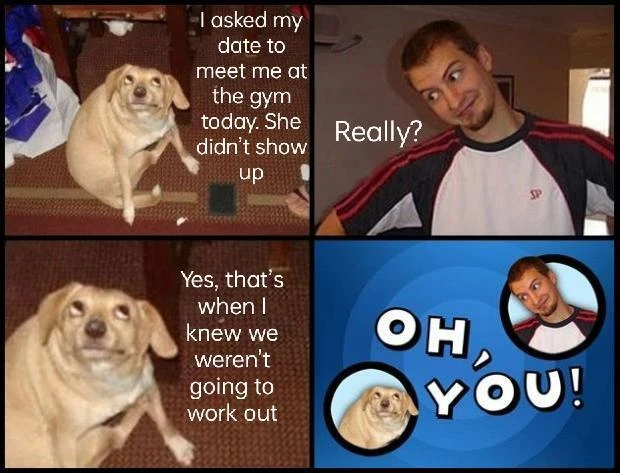 I asked my
date to
meet me at
the gym
today. She
didn't show
up
Really?
SP
Yes, that's
when I
knew we
weren't
going to
work out
OH,
YOU!